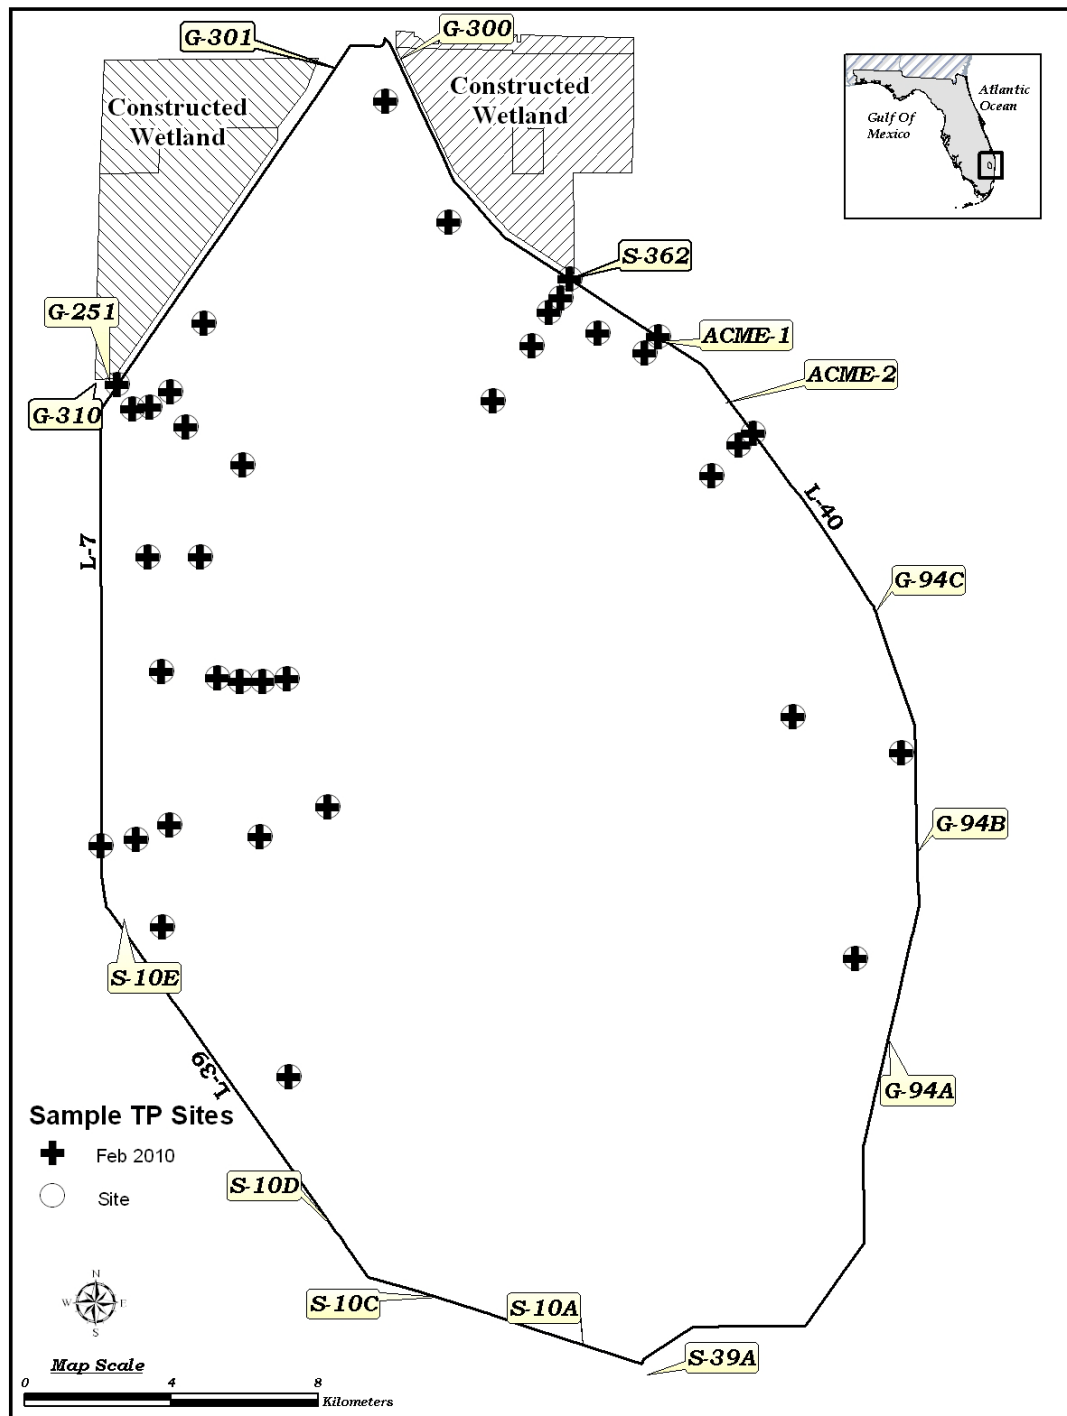 G-301
G-300
Constructed
Wetland
Constructed
Wetland
Atlantic
Ocean
Gulf Of
Mexico
S-362
G-251
ACME-1
ACME-2
G-310
L-40
L-7
G-94C
G-94B
S-10E
L-39
G-94A
Sample TP Sites
Feb 2010
Site
S-10D
N
W
E
S
S-10C
S-10A
S-39A
Map Scale
0 4 8
Kilometers